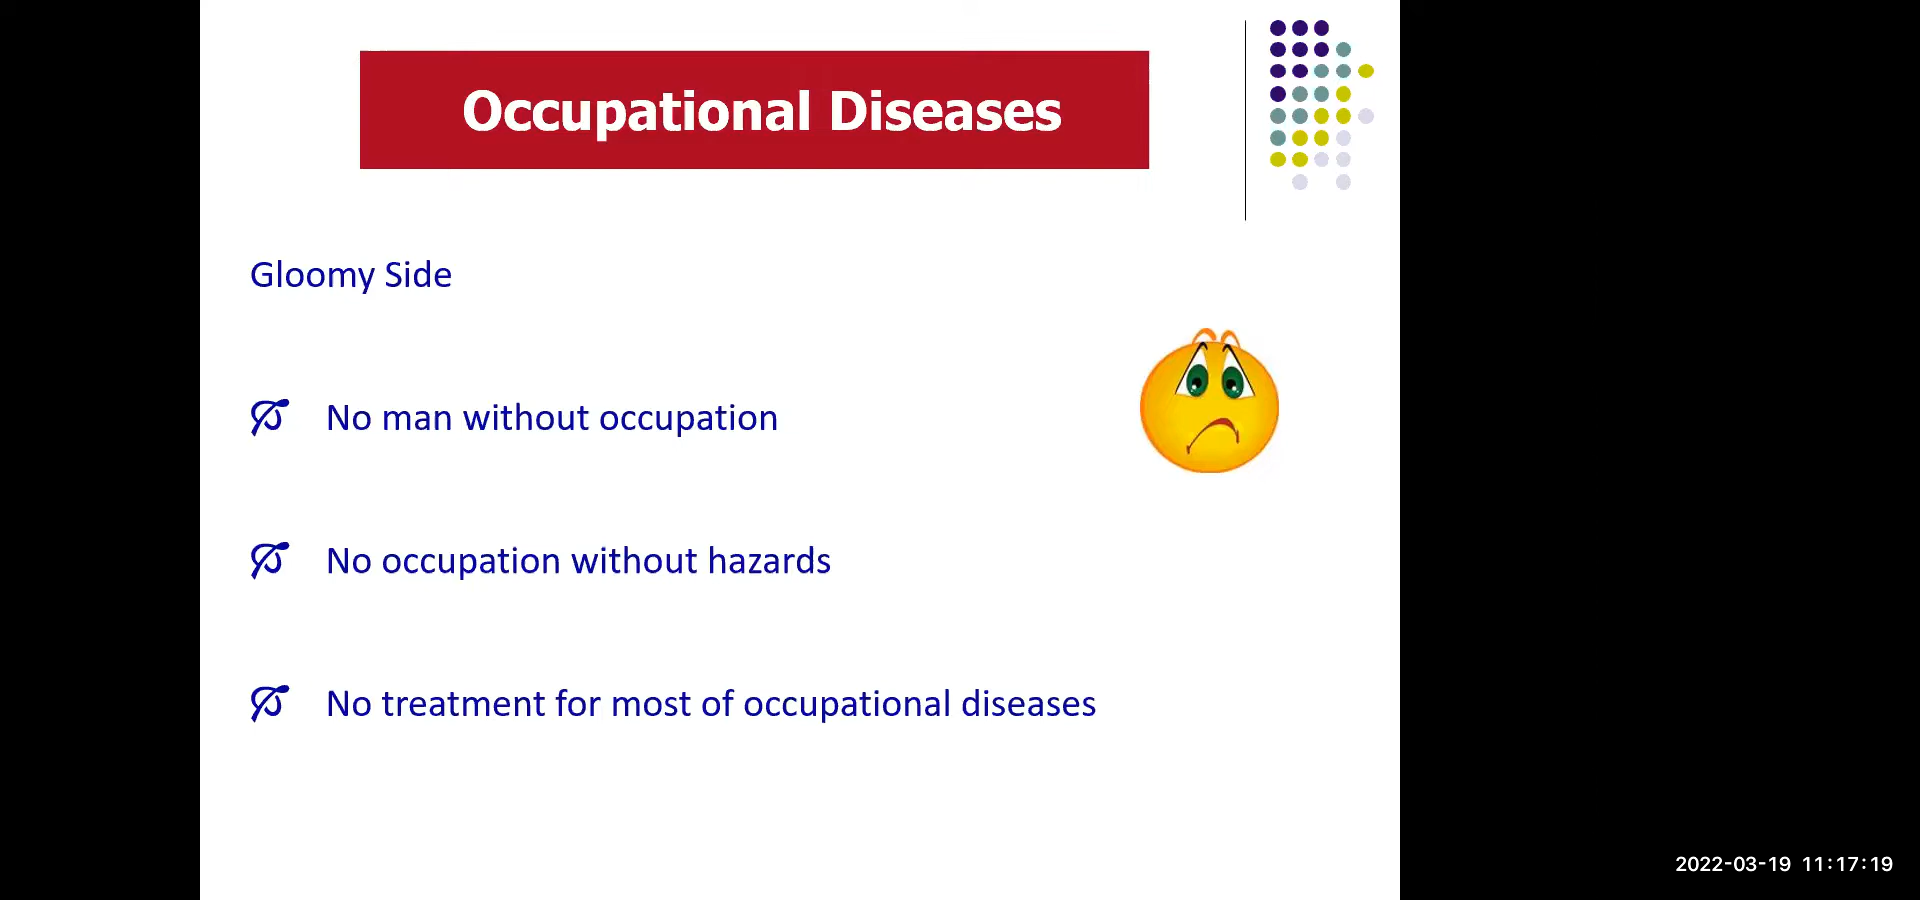 Occupational Diseases
Gloomy Side
No man without occupation
No occupation without hazards
No treatment for most of occupational diseases
2022-03-19 11:17:19